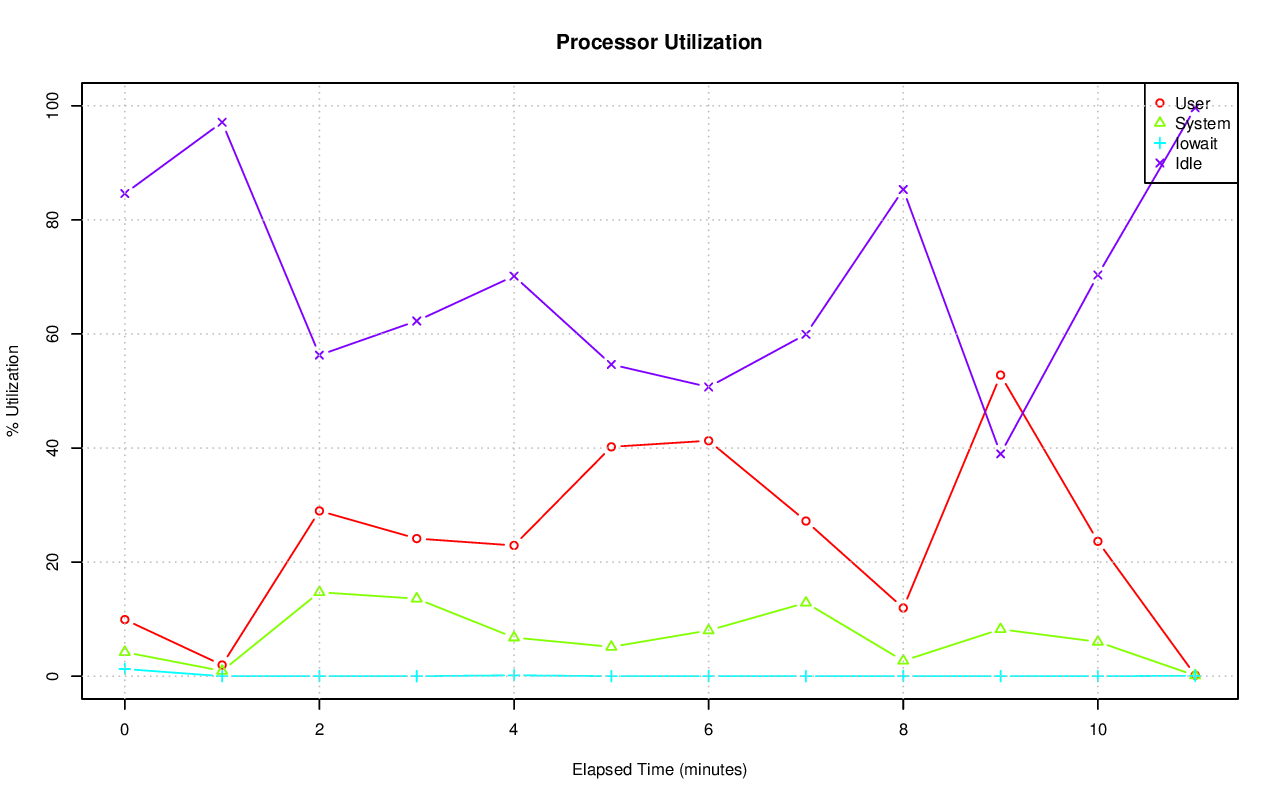 Processor Utilization
% Utilization
100
80
60
40
20
0
User
System
Iowait
Idle
0 2 4 6 8 10
Elapsed Time (minutes)